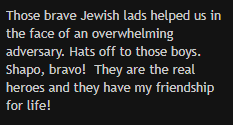 Those brave Jewish lads helped us in
the face of an overwhelming
adversary. Hats off to those boys.
Shapo, bravo!  They are the real
heroes and they have my friendship
for life!